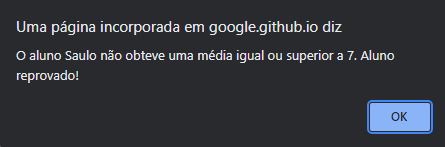 Uma página incorporada em google.github.io diz
O aluno Saulo não obteve uma média igual ou superior a 7. Aluno
reprovado!
OK